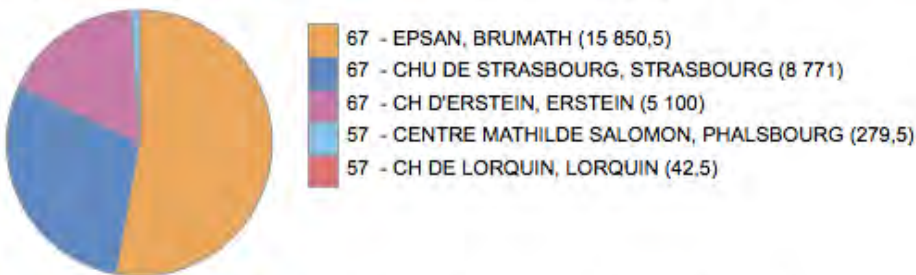 67 - EPSAN, BRUMATH (15 850,5)
67 - CHU DE STRASBOURG, STRASBOURG (8 771)
67 - CH D'ERSTEIN, ERSTEIN (5 100)
57 - CENTRE MATHILDE SALOMON, PHALSBOURG (279,5)
57 - CH DE LORQUIN, LORQUIN (42,5)